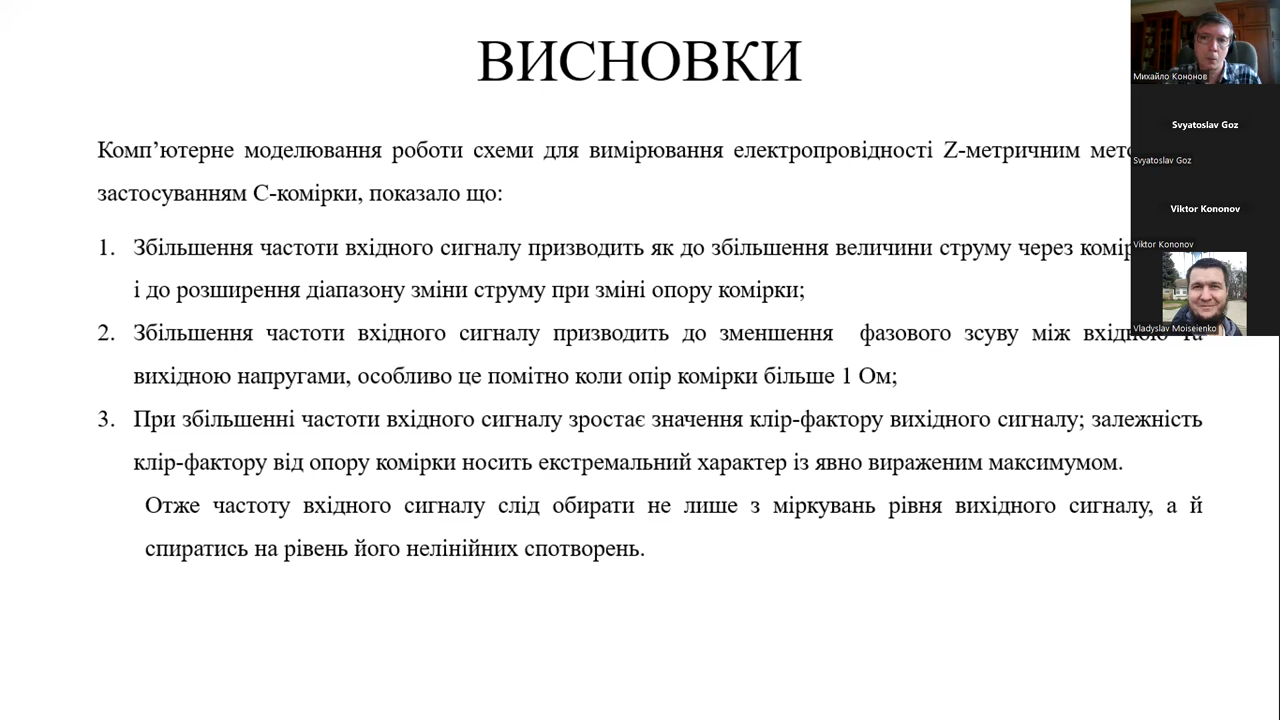 ВИСНОВКИ
Комп’ютерне моделювання роботи схеми для вимірювання електропровідності Z-метричним
застосуванням С-комірки, показало що:
1. Збільшення частоти вхідного сигналу призводить як до збільшення величини струму через
і до розширення діапазону зміни струму при зміні опору комірки;
2. Збільшення частоти вхідного сигналу призводить до зменшення фазового зсуву між
вихідною напругами, особливо це помітно коли опір комірки більше 1 Ом;
3. При збільшенні частоти вхідного сигналу зростає значення клір-фактору вихідного сигналу; залежність
клір-фактору від опору комірки носить екстремальний характер із явно вираженим максимумом.
Отже частоту вхідного сигналу слід обирати не лише з міркувань рівня вихідного сигналу, а й
спиратись на рівень його нелінійних спотворень.
Михайло Кононов
Svyatoslav Goz
Svyatoslav Goz
Viktor Kononov
Viktor Kononov
Vladyslav Moiseienko